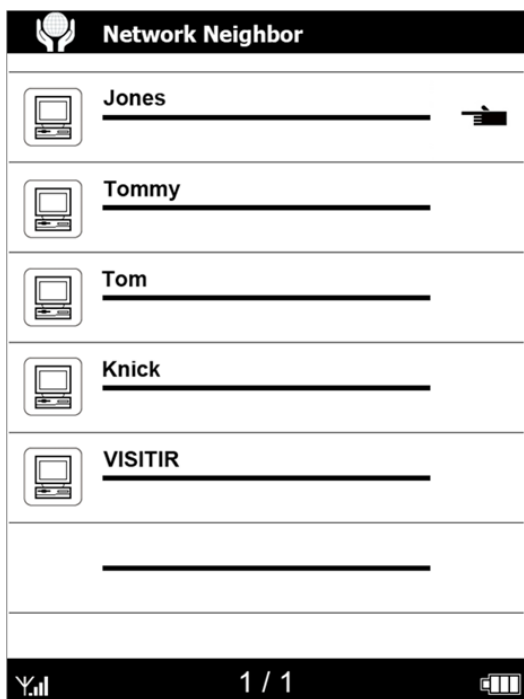 Network Neighbor
Jones
Tommy
Tom
Knick
VISITIR
1 / 1